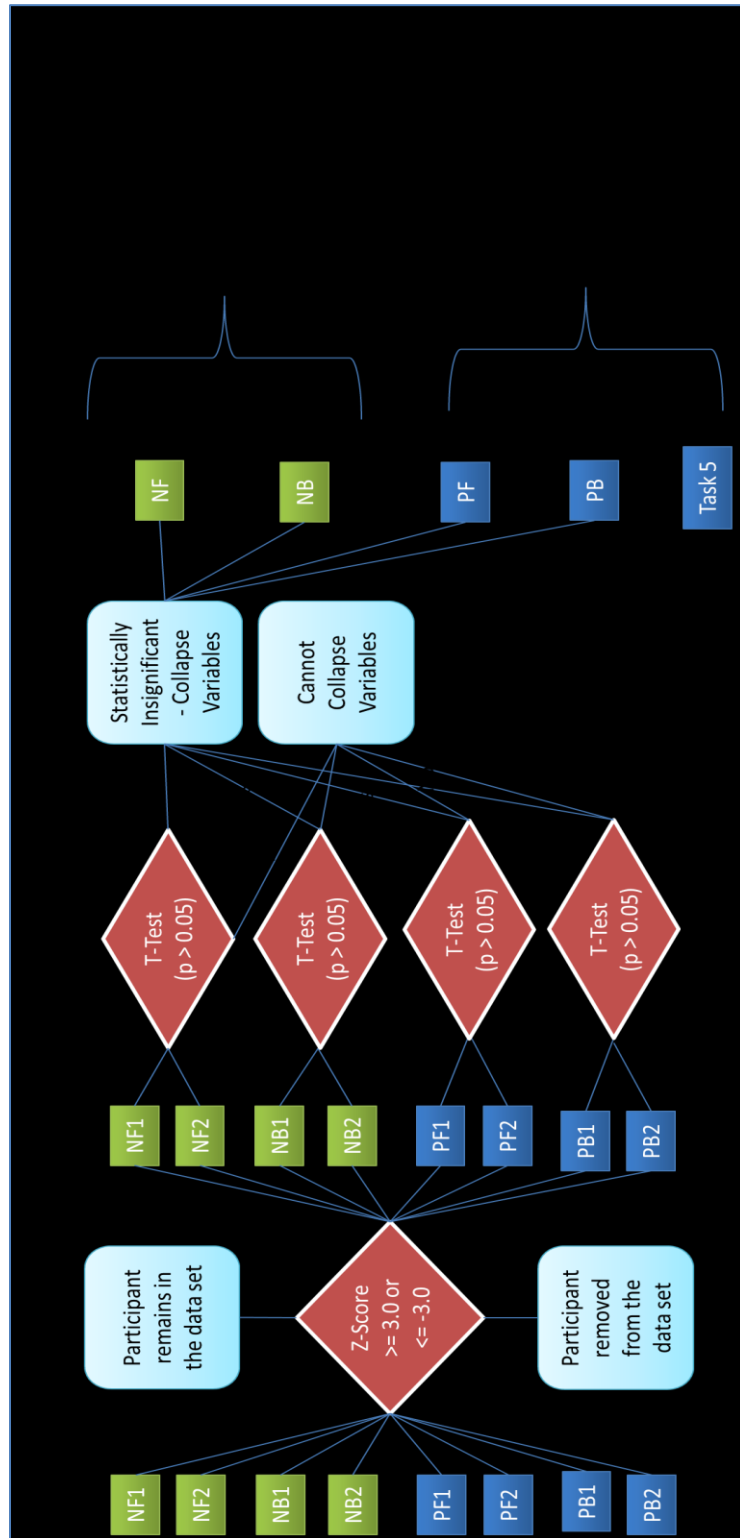 NF1
NF2
NB1
NB2
PF1
PF2
PB1
PB2
Participant
remains in
the data set
Z-Score
>= 3.0 or
<= -3.0
Participant
removed
from the
data set
NF1
NF2
NB1
NB2
PF1
PF2
PB1
PB2
T-Test
(p > 0.05)
T-Test
(p > 0.05)
T-Test
(p > 0.05)
T-Test
(p > 0.05)
Statistically
Insignificant
- Collapse
Variables
Cannot
Collapse
Variables
NF
NB
PF
PB
Task 5